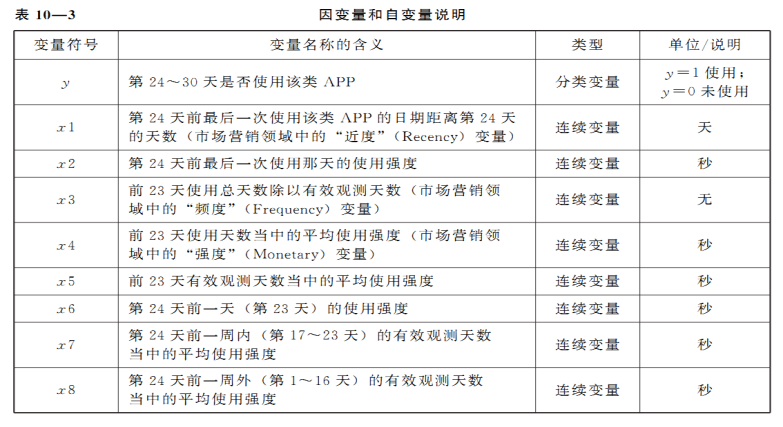 表 10—3 因变量和自变量说明
变量符号 变量名称的含义 类型 单位/说明
y 第 24～30 天是否使用该类 APP 分类变量 y＝1 使用；
y＝0 未使用
x1 第 24 天前最后一次使用该类 APP 的日期距离第 24 天
的天数（市场营销领域中的“近度”（Recency）变量） 连续变量 天
x2 第 24 天前最后一次使用那天的使用强度 连续变量 秒
x3 前 23 天使用总天数除以有效观测天数（市场营销领
域中的“频度”（Frequency）变量） 连续变量 无
x4 前 23 天使用天数当中的平均使用强度（市场营销领
域中的“强度”（Monetary）变量） 连续变量 秒
x5 前 23 天有效观测天数当中的平均使用强度 连续变量 秒
x6 第 24 天前一天（第 23 天）的使用强度 连续变量 秒
x7 第 24 天前一周内（第 17～23 天）的有效观测天数
当中的平均使用强度 连续变量 秒
x8 第 24 天前一周外（第 1～16 天）的有效观测天数
当中的平均使用强度 连续变量 秒